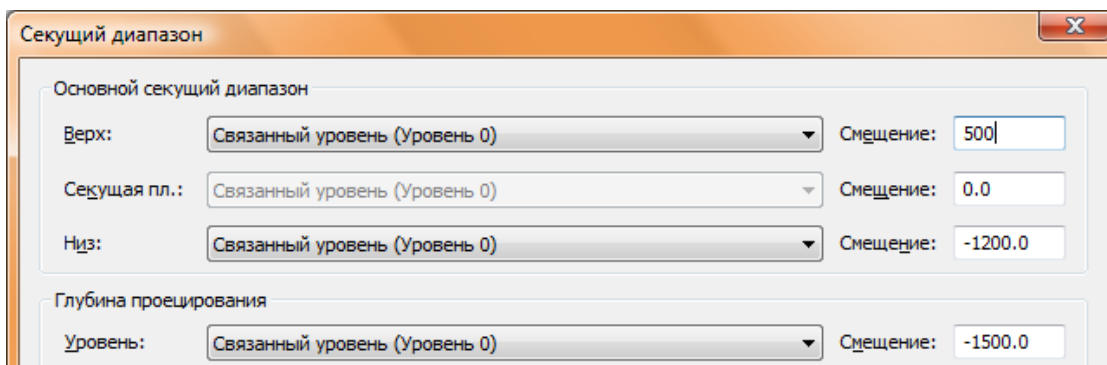 Секущий диапазон
Основной секущий диапазон
Верх: Связанный уровень (Уровень 0) Смещение: 500
Секущая пл.: Связанный уровень (Уровень 0) Смещение: 0.0
Низ: Связанный уровень (Уровень 0) Смещение: -1200.0
Глубина проецирования
Уровень: Связанный уровень (Уровень 0) Смещение: -1500.0